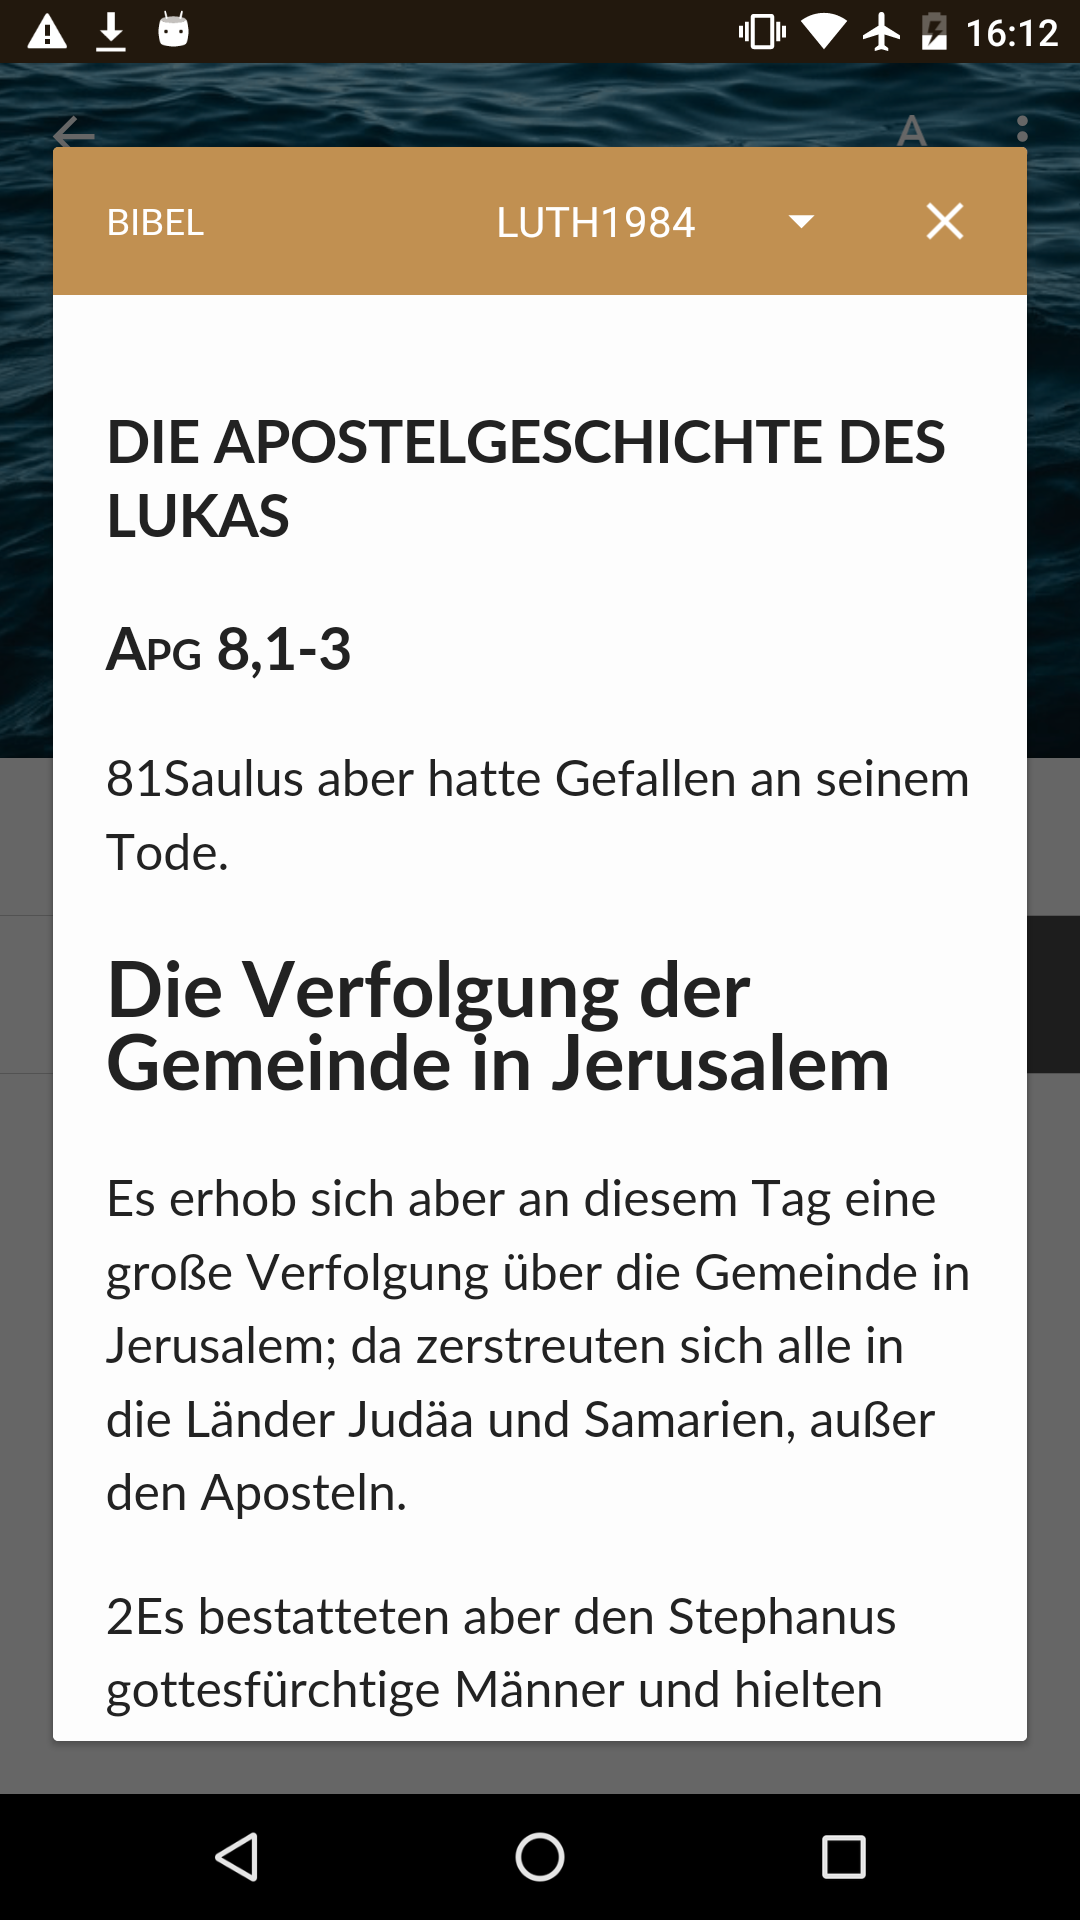 16:12
A
BIBEL LUTH1984
DIE APOSTELGESCHICHTE DES
LUKAS
Apg 8,1-3
81Saulus aber hatte Gefallen an seinem
Tode.
Die Verfolgung der
Gemeinde in Jerusalem
Es erhob sich aber an diesem Tag eine
große Verfolgung über die Gemeinde in
Jerusalem; da zerstreuten sich alle in
die Länder Judäa und Samarien, außer
den Aposteln.
2Es bestatteten aber den Stephanus
gottesfürchtige Männer und hielten